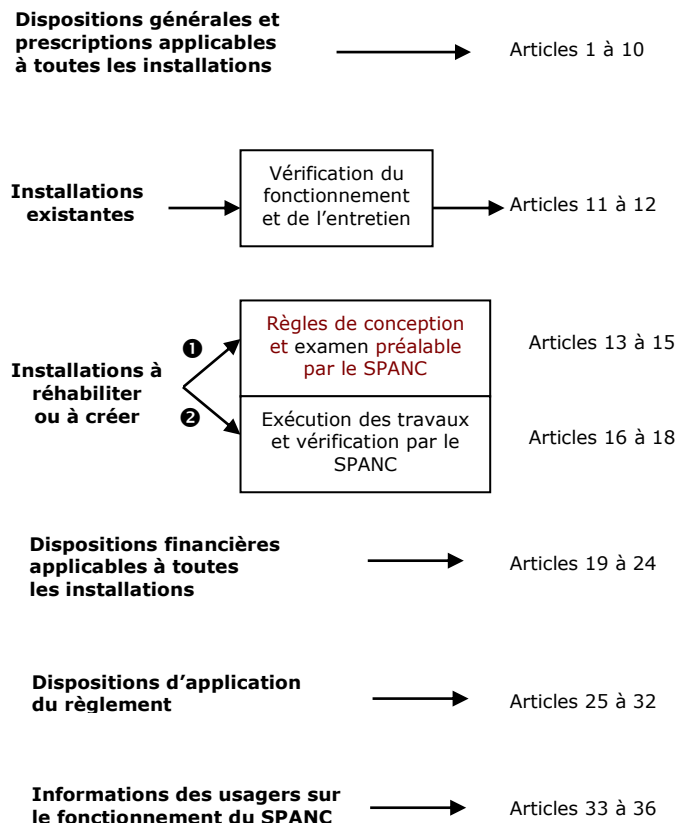 Dispositions générales et
prescriptions applicables
à toutes les installations
Articles 1 à 10
Installations
existantes
Vérification du
fonctionnement
et de l'entretien
Articles 11 à 12
Installations à
réhabiliter
ou à créer
❶
Règles de conception
et examen préalable
par le SPANC
Articles 13 à 15
❷
Exécution des travaux
et vérification par le
SPANC
Articles 16 à 18
Dispositions financières
applicables à toutes
les installations
Articles 19 à 24
Dispositions d'application
du règlement
Articles 25 à 32
Informations des usagers sur
le fonctionnement du SPANC
Articles 33 à 36